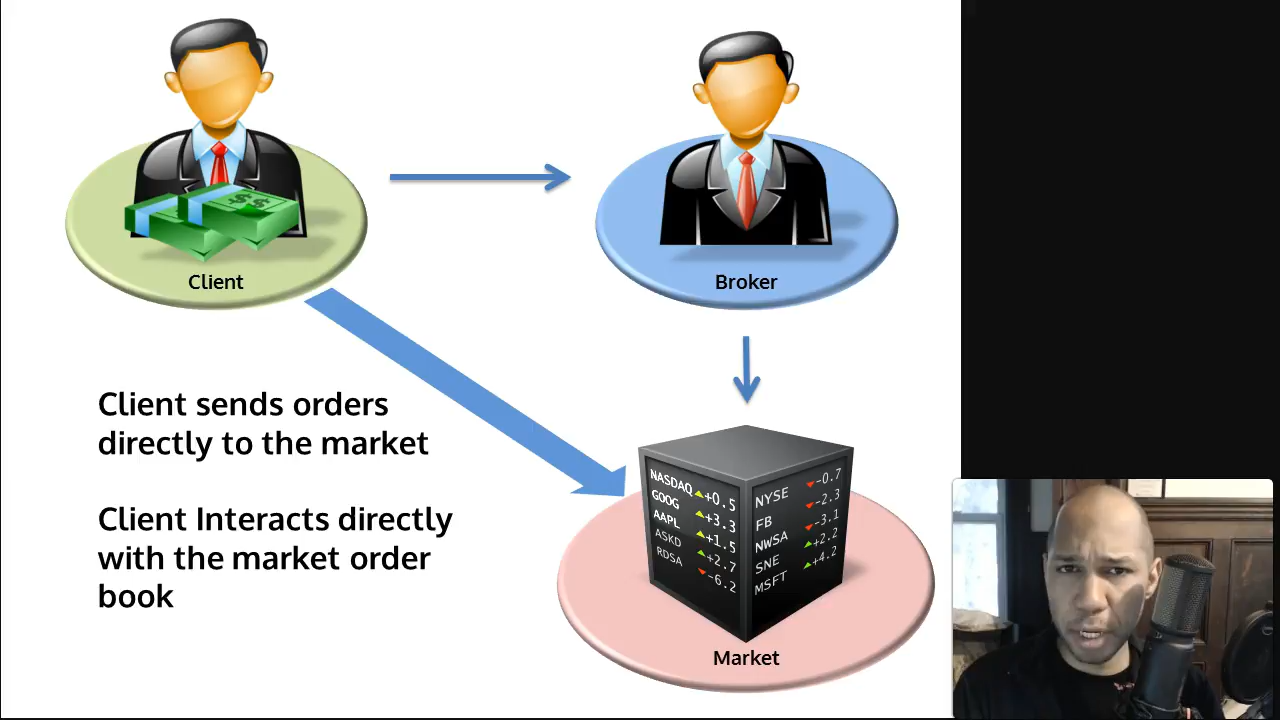 Client
Broker
Client sends orders
directly to the market
Client Interacts directly
with the market order
book
NASDAQ +0.5
GOOG +3.3
AAPL +1.5
ASKD +2.7
RDSA -6.2
NYSE -0.7
FB -2.3
NWSA -3.1
SNE +2.2
MSFT +4.2
Market